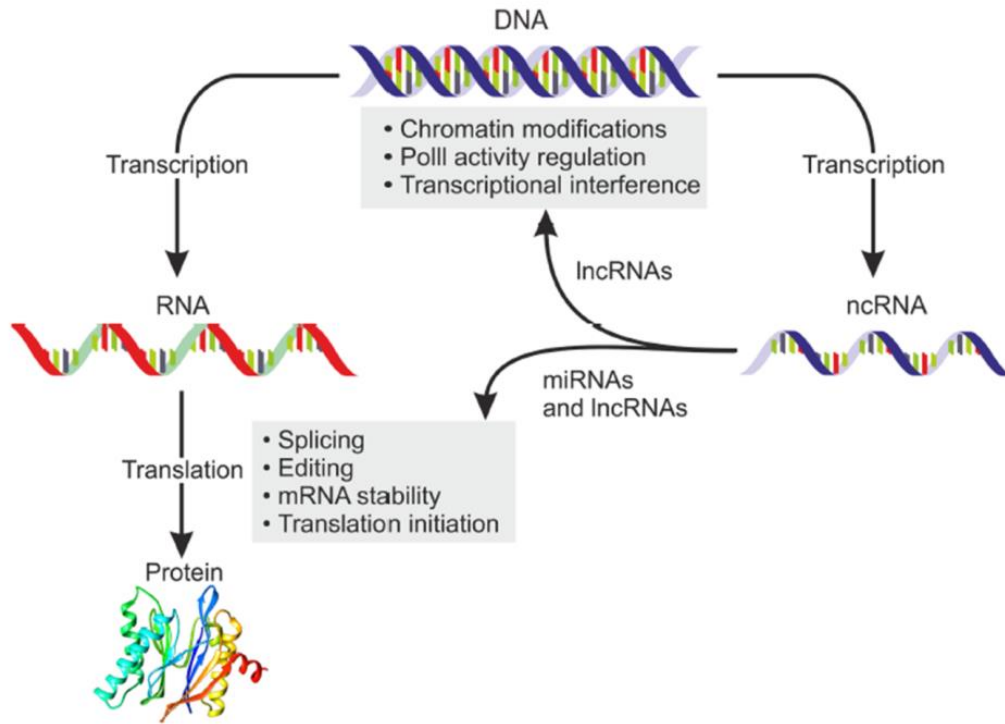 DNA
• Chromatin modifications
• PolII activity regulation
• Transcriptional interference
Transcription
Transcription
lncRNAs
RNA
ncRNA
miRNAs
and lncRNAs
• Splicing
• Editing
• mRNA stability
• Translation initiation
Translation
Protein